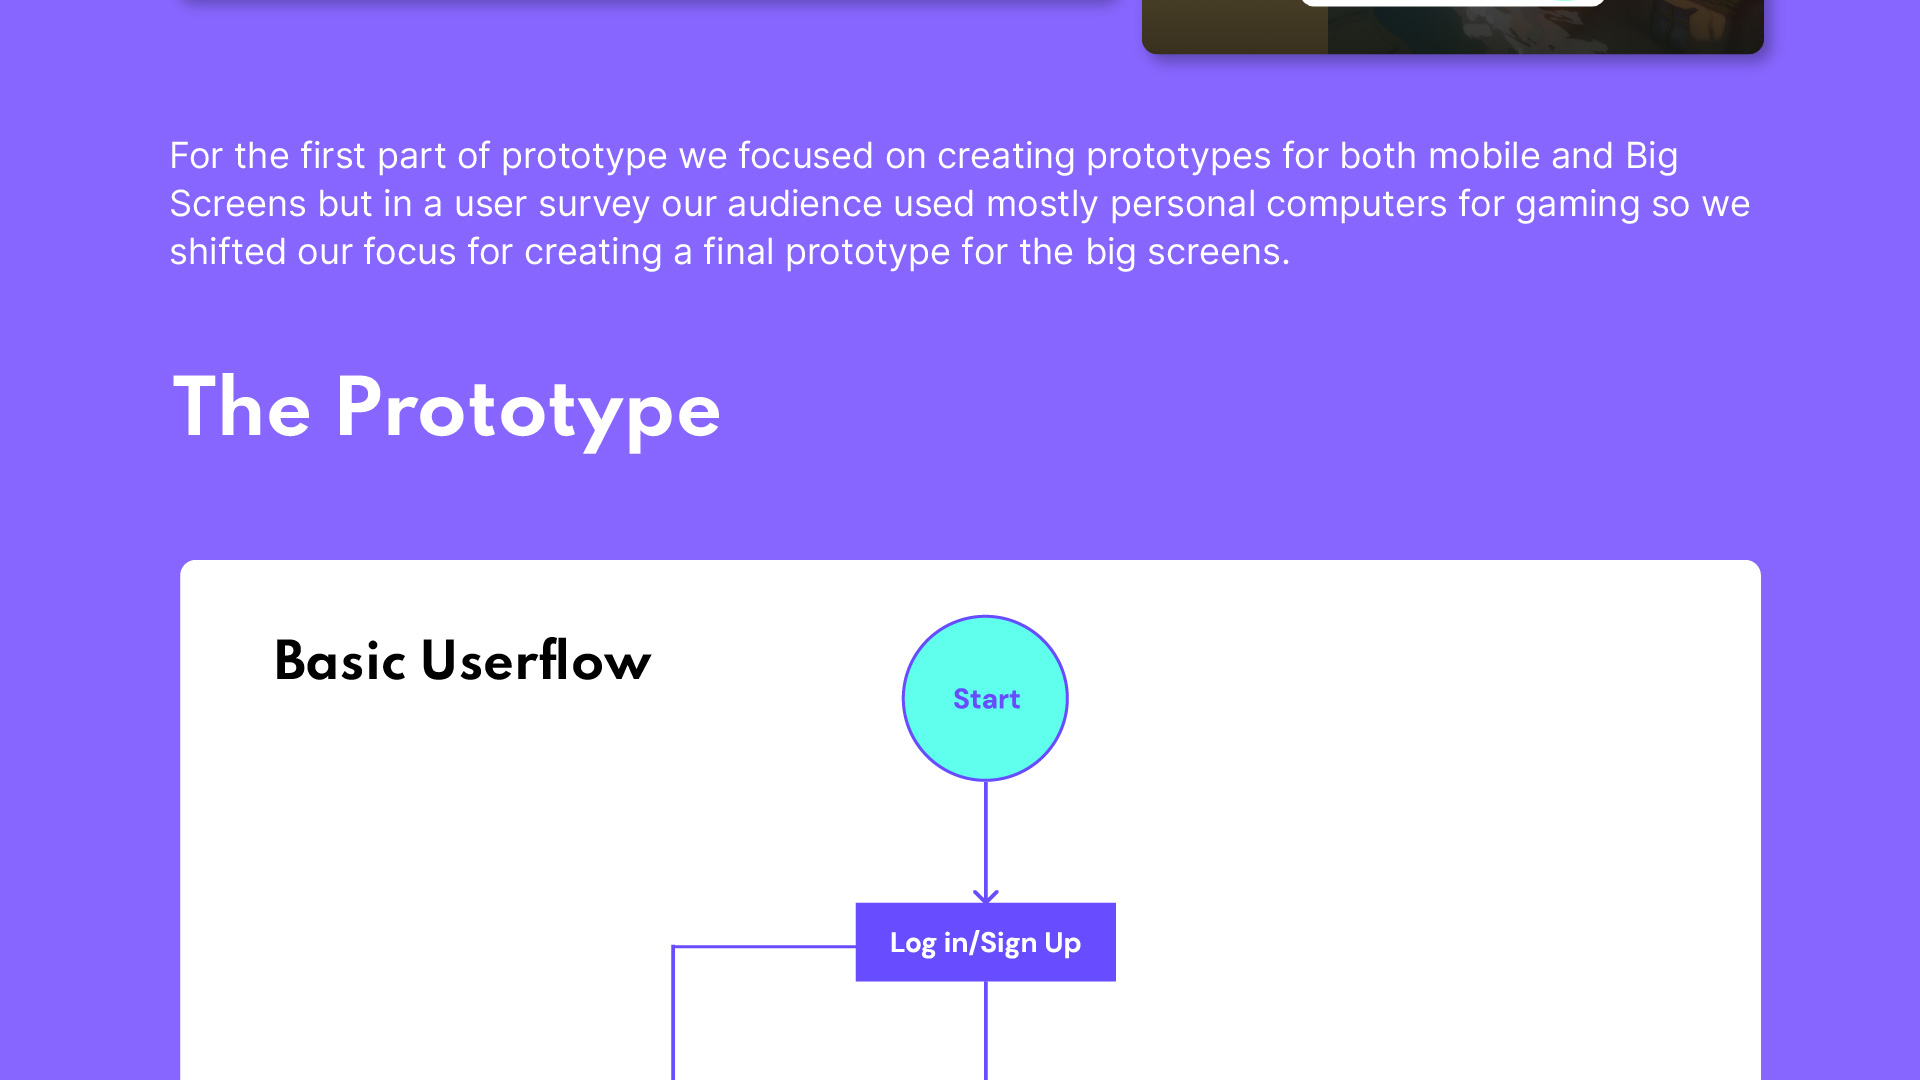 For the first part of prototype we focused on creating prototypes for both mobile and Big
Screens but in a user survey our audience used mostly personal computers for gaming so we
shifted our focus for creating a final prototype for the big screens.
The Prototype
Basic Userflow
Start
Log in/Sign Up